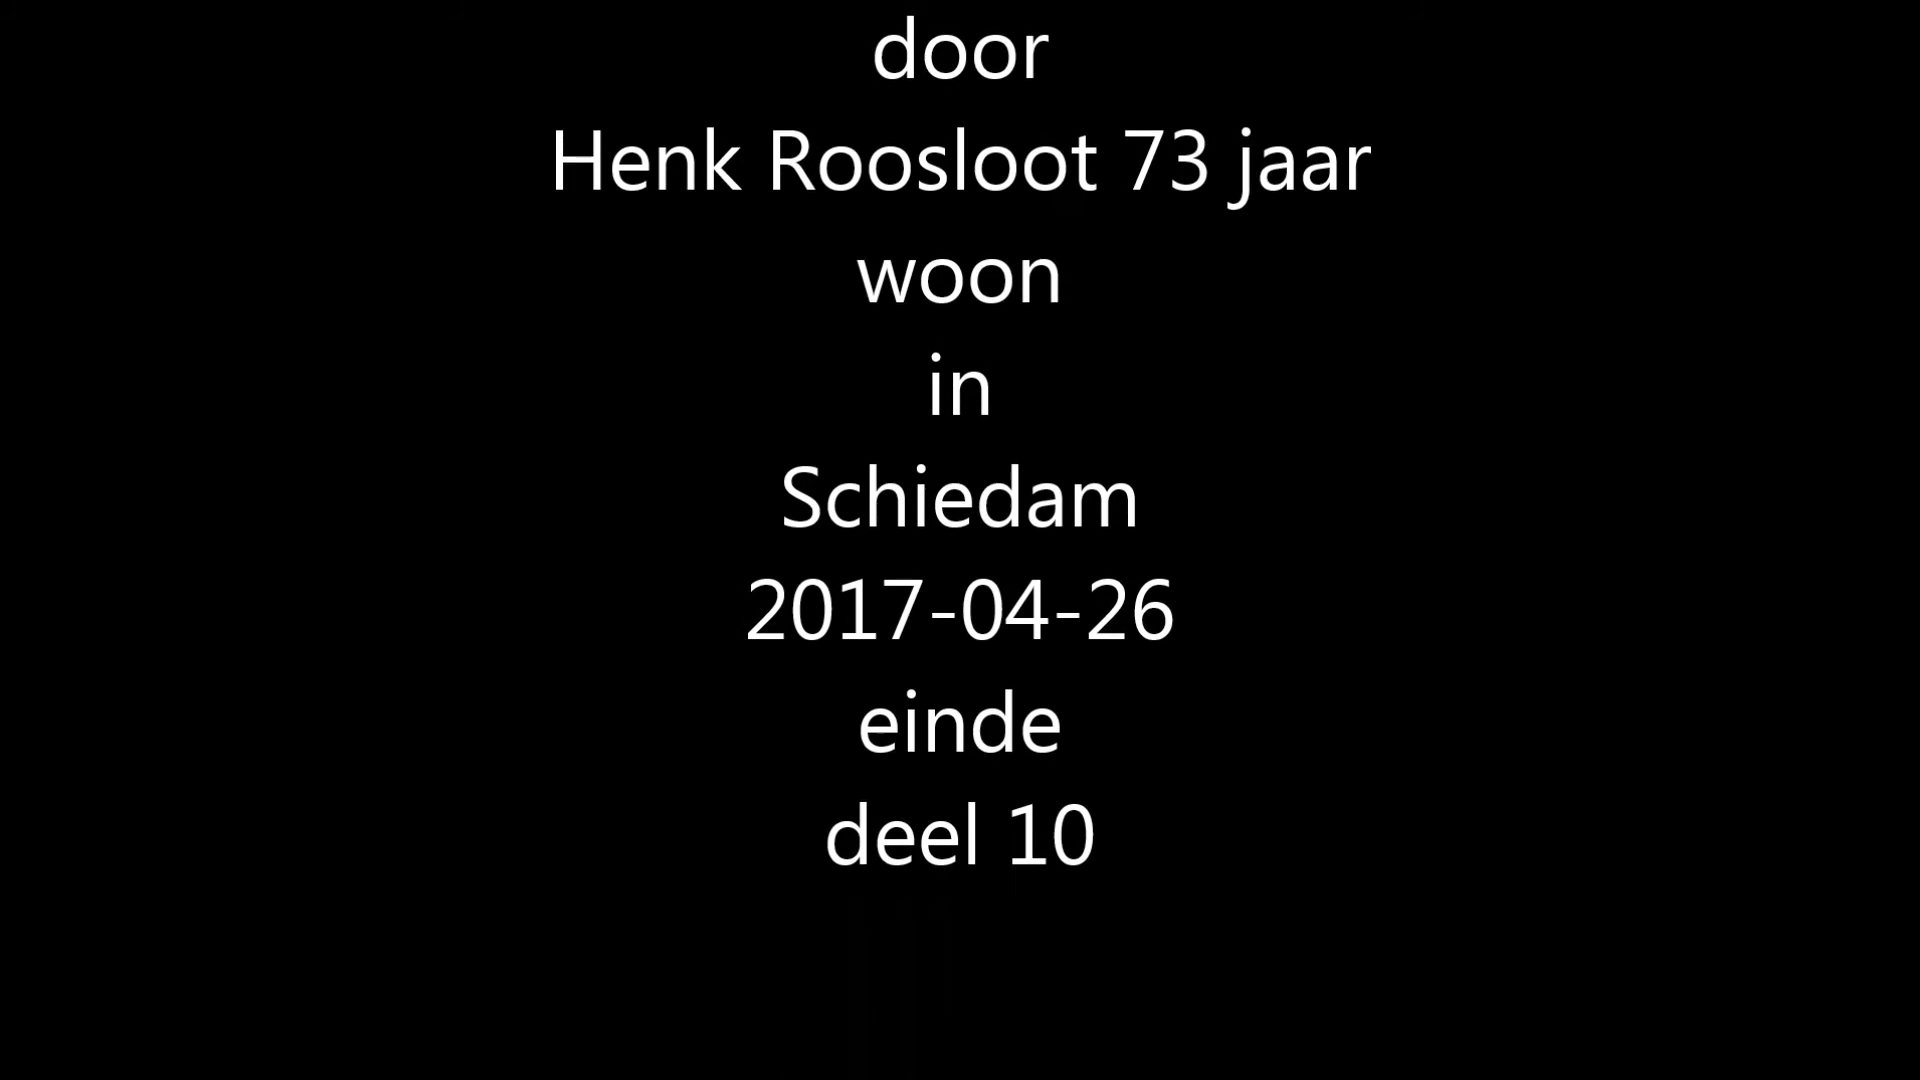 door
Henk Roosloot 73 jaar
woon
in
Schiedam
2017-04-26
einde
deel 10